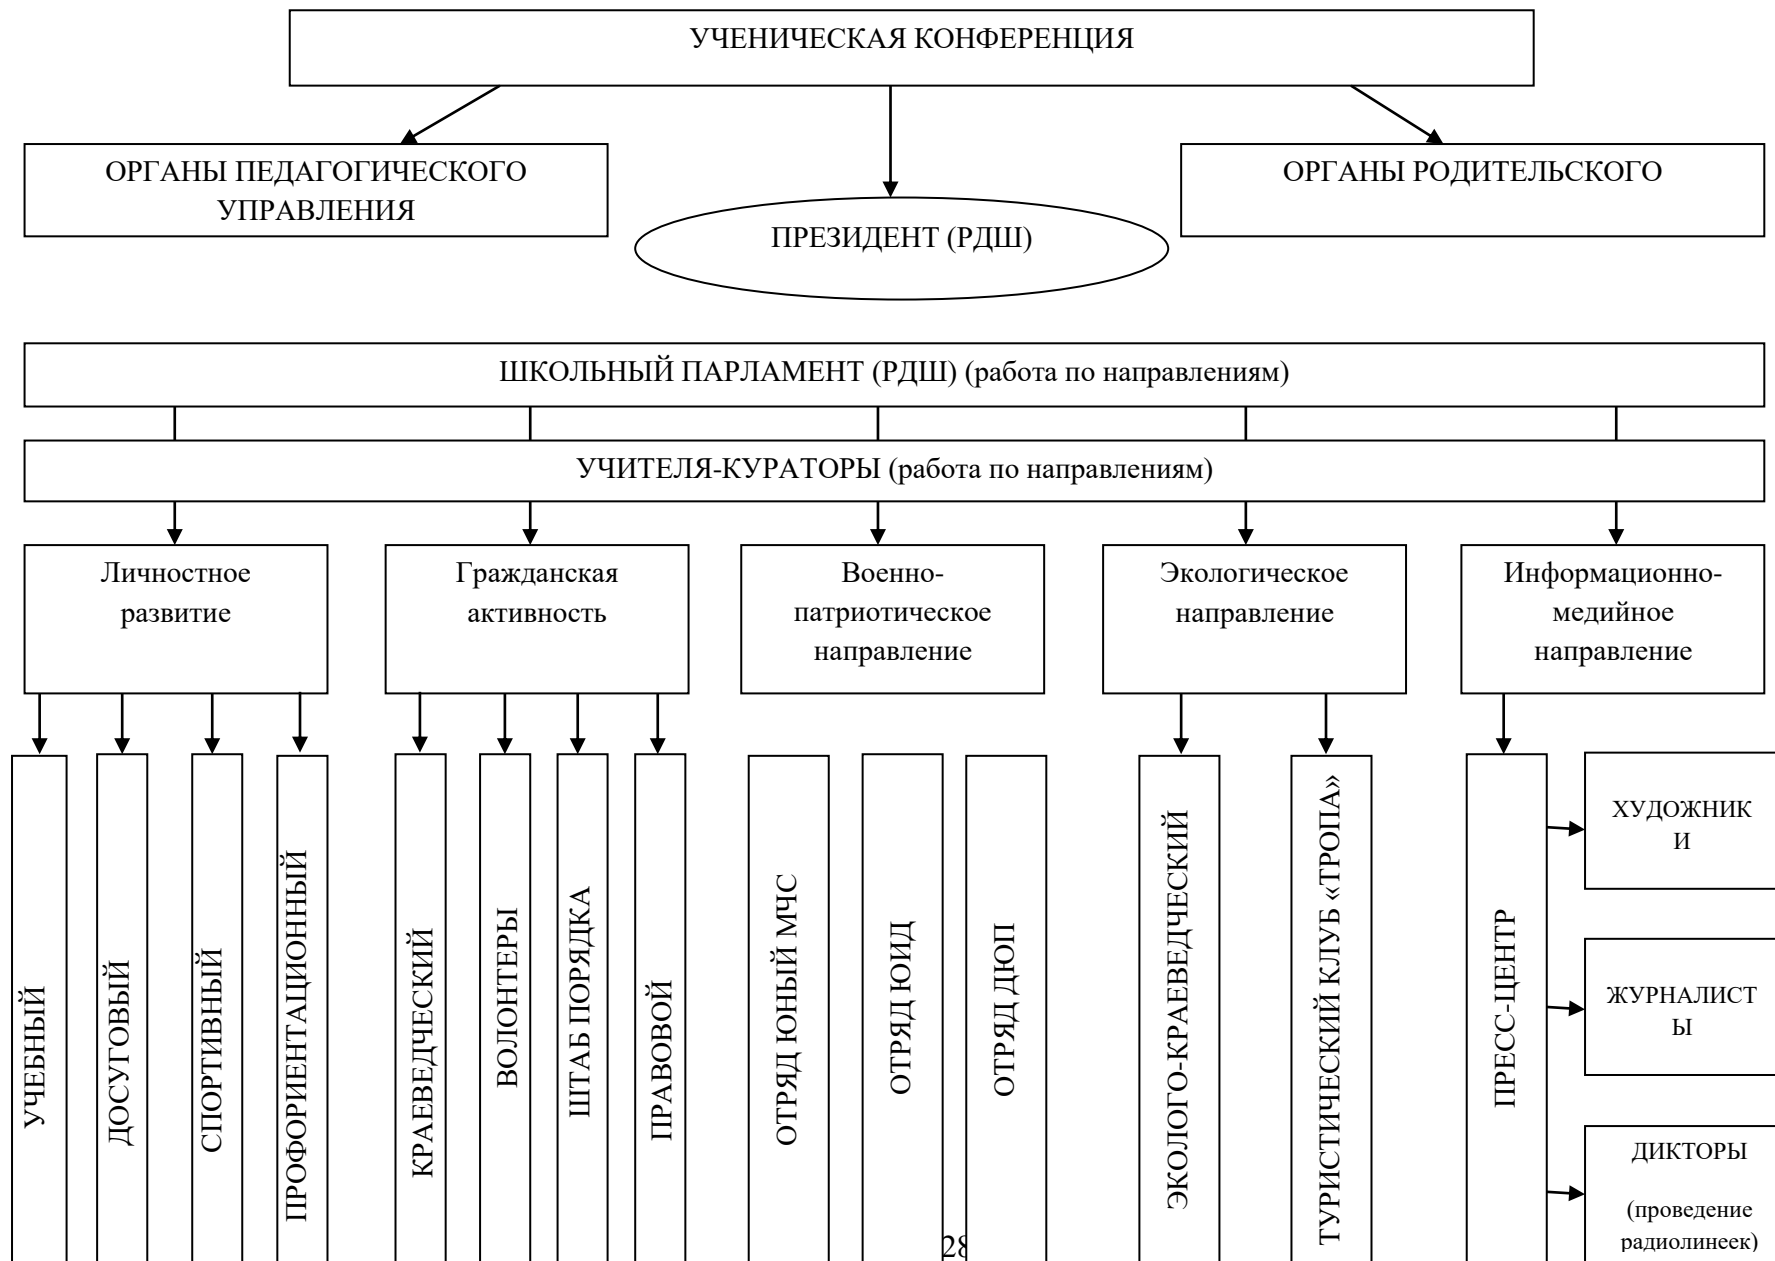 УЧЕНИЧЕСКАЯ КОНФЕРЕНЦИЯ
ОРГАНЫ ПЕДАГОГИЧЕСКОГО
УПРАВЛЕНИЯ
ПРЕЗИДЕНТ (РДШ)
ОРГАНЫ РОДИТЕЛЬСКОГО
ШКОЛЬНЫЙ ПАРЛАМЕНТ (РДШ) (работа по направлениям)
УЧИТЕЛЯ-КУРАТОРЫ (работа по направлениям)
Личностное
развитие
Гражданская
активность
Военно-
патриотическое
направление
Экологическое
направление
Информационно-
медийное
направление
УЧЕБНЫЙ
ДОСУГОВЫЙ
СПОРТИВНЫЙ
ПРОФОРИЕНТАЦИОННЫЙ
КРАЕВЕДЧЕСКИЙ
ВОЛОНТЕРЫ
ШТАБ ПОРЯДКА
ПРАВОВОЙ
ОТРЯД ЮНЫЙ МЧС
ОТРЯД ЮИД
ОТРЯД ДЮП
ЭКОЛОГО-КРАЕВЕДЧЕСКИЙ
ТУРИСТИЧЕСКИЙ КЛУБ «ТРОПА»
ПРЕСС-ЦЕНТР
ХУДОЖНИК
И
ЖУРНАЛИСТ
Ы
ДИКТОРЫ
(проведение
радиолинеек)
28